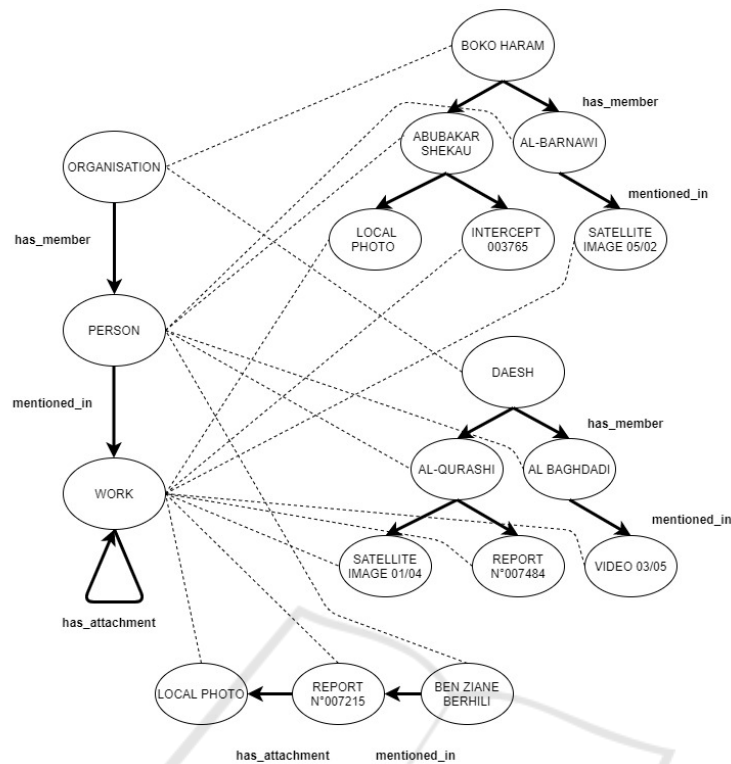 BOKO HARAM
has_member
ABUBAKAR
SHEKAU
AL-BARNAWI
ORGANISATION
mentioned_in
has_member
LOCAL
PHOTO
INTERCEPT
003765
SATELLITE
IMAGE 05/02
PERSON
DAESH
mentioned_in
has_member
AL-QURASHI
AL BAGHDADI
WORK
mentioned_in
SATELLITE
IMAGE 01/04
REPORT
N°007484
VIDEO 03/05
has_attachment
LOCAL PHOTO
REPORT
N°007215
BEN ZIANE
BERHILI
has_attachment
mentioned_in